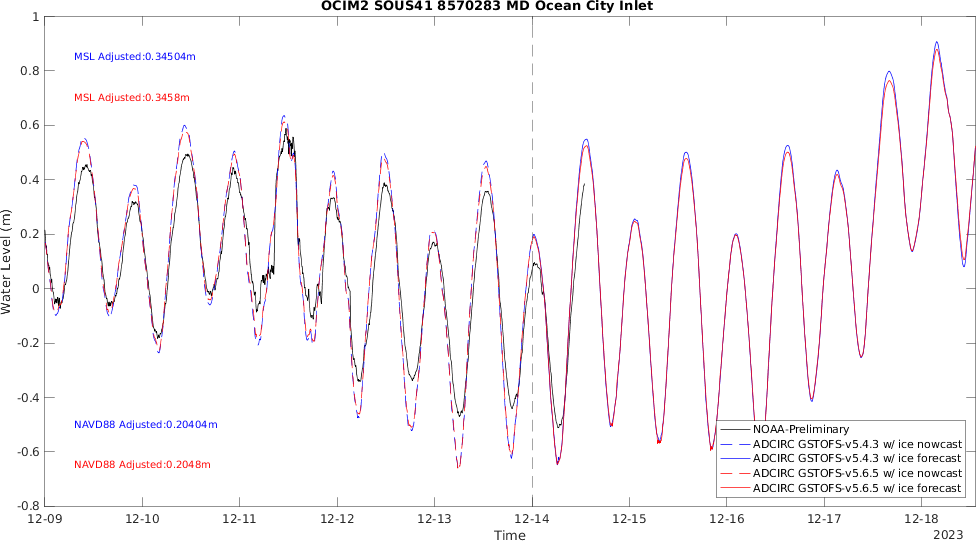 OCIM2 SOUS41 8570283 MD Ocean City Inlet
1
0.8
0.6
0.4
0.2
0
-0.2
-0.4
-0.6
-0.8
Water Level (m)
MSL Adjusted:0.34504m
MSL Adjusted:0.3458m
NAVD88 Adjusted:0.20404m
NAVD88 Adjusted:0.2048m
NOAA-Preliminary
ADCIRC GSTOFS-v5.4.3 w/ ice nowcast
ADCIRC GSTOFS-v5.4.3 w/ ice forecast
ADCIRC GSTOFS-v5.6.5 w/ ice nowcast
ADCIRC GSTOFS-v5.6.5 w/ ice forecast
12-09 12-10 12-11 12-12 12-13 12-14 12-15 12-16 12-17 12-18
Time
2023